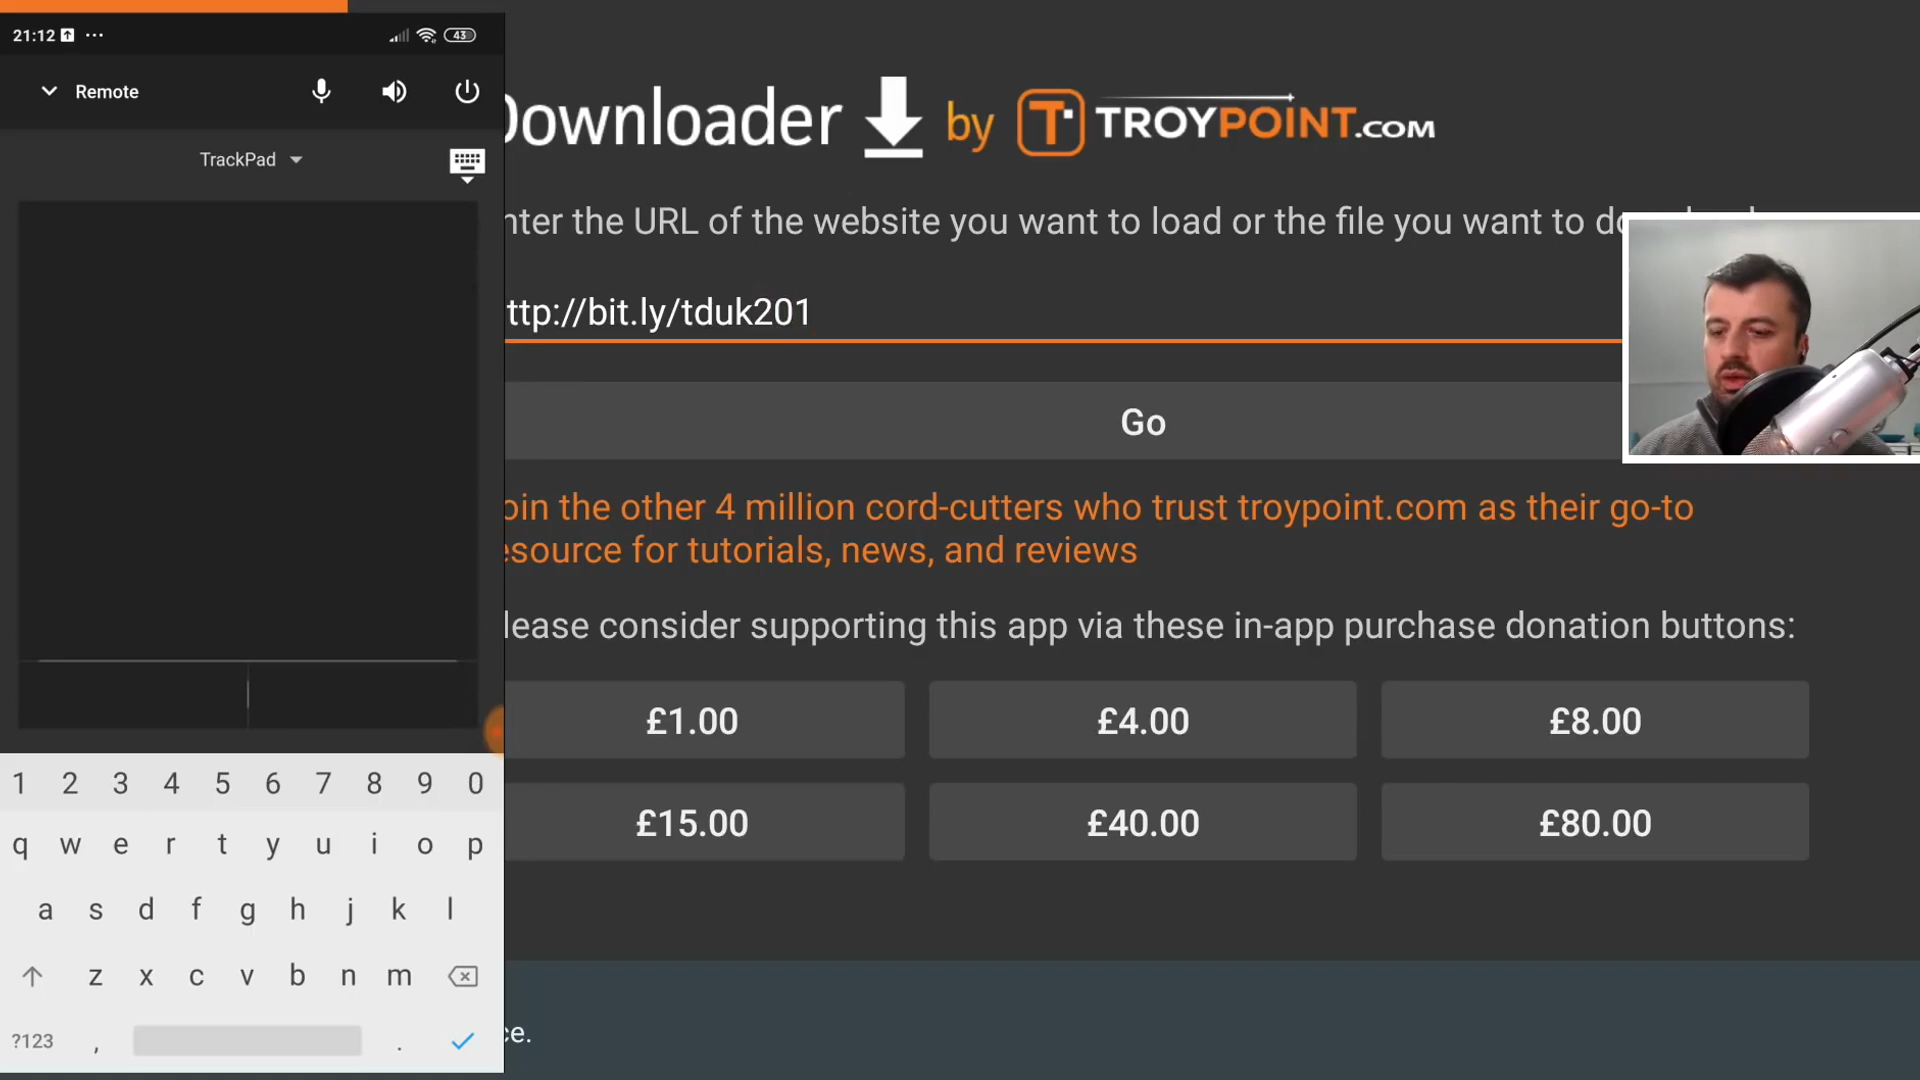 21:12
43
Remote
TrackPad
Downloader by TROYPOINT.COM
nter the URL of the website you want to load or the file you want to
ttp://bit.ly/tduk201
Go
oin the other 4 million cord-cutters who trust troypoint.com as their go-to
esource for tutorials, news, and reviews
lease consider supporting this app via these in-app purchase donation buttons:
£1.00
£4.00
£8.00
£15.00
£40.00
£80.00
1 2 3 4 5 6 7 8 9 0
q w e r t y u i o p
a s d f g h j k l
z x c v b n m
?123 , .
ce.